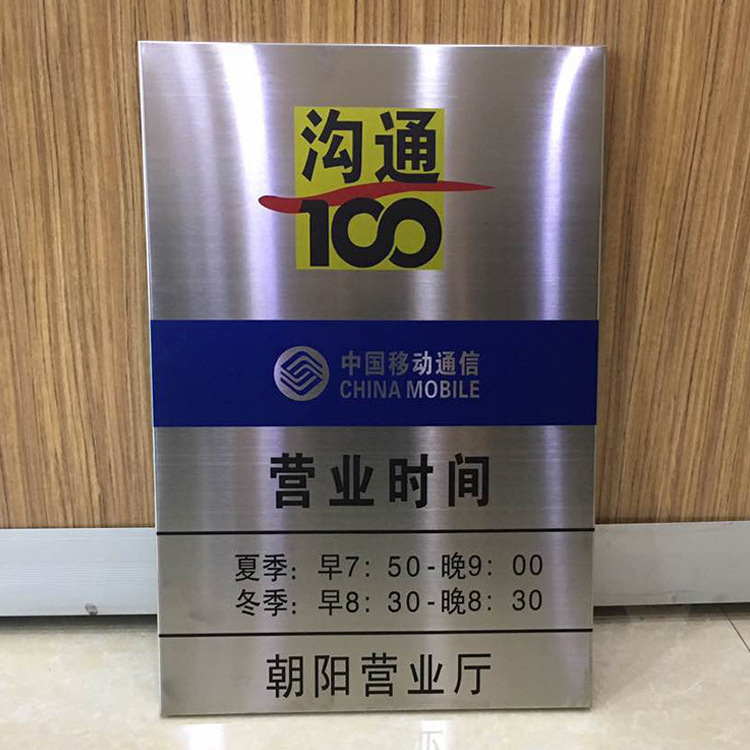 沟通
100
中国移动通信
CHINA MOBILE
营业时间
夏季：早7：50-晚9：00
冬季：早8：30-晚8：30
朝阳营业厅